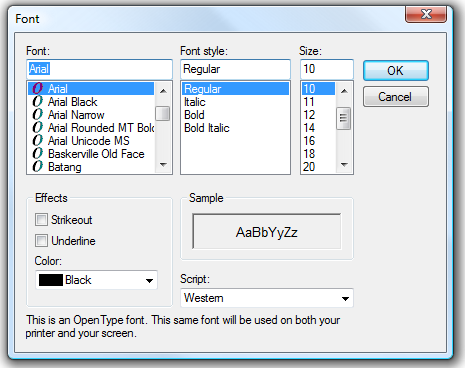 Font
Font:
Font style:
Size:
Arial
Regular
10
OK
Cancel
Arial
Arial Black
Arial Narrow
Arial Rounded MT Bold
Arial Unicode MS
Baskerville Old Face
Batang
Regular
Italic
Bold
Bold Italic
10
11
12
14
16
18
20
Effects
Strikeout
Underline
Color:
Black
Sample
AaBbYyZz
Script:
Western
This is an OpenType font. This same font will be used on both your
printer and your screen.